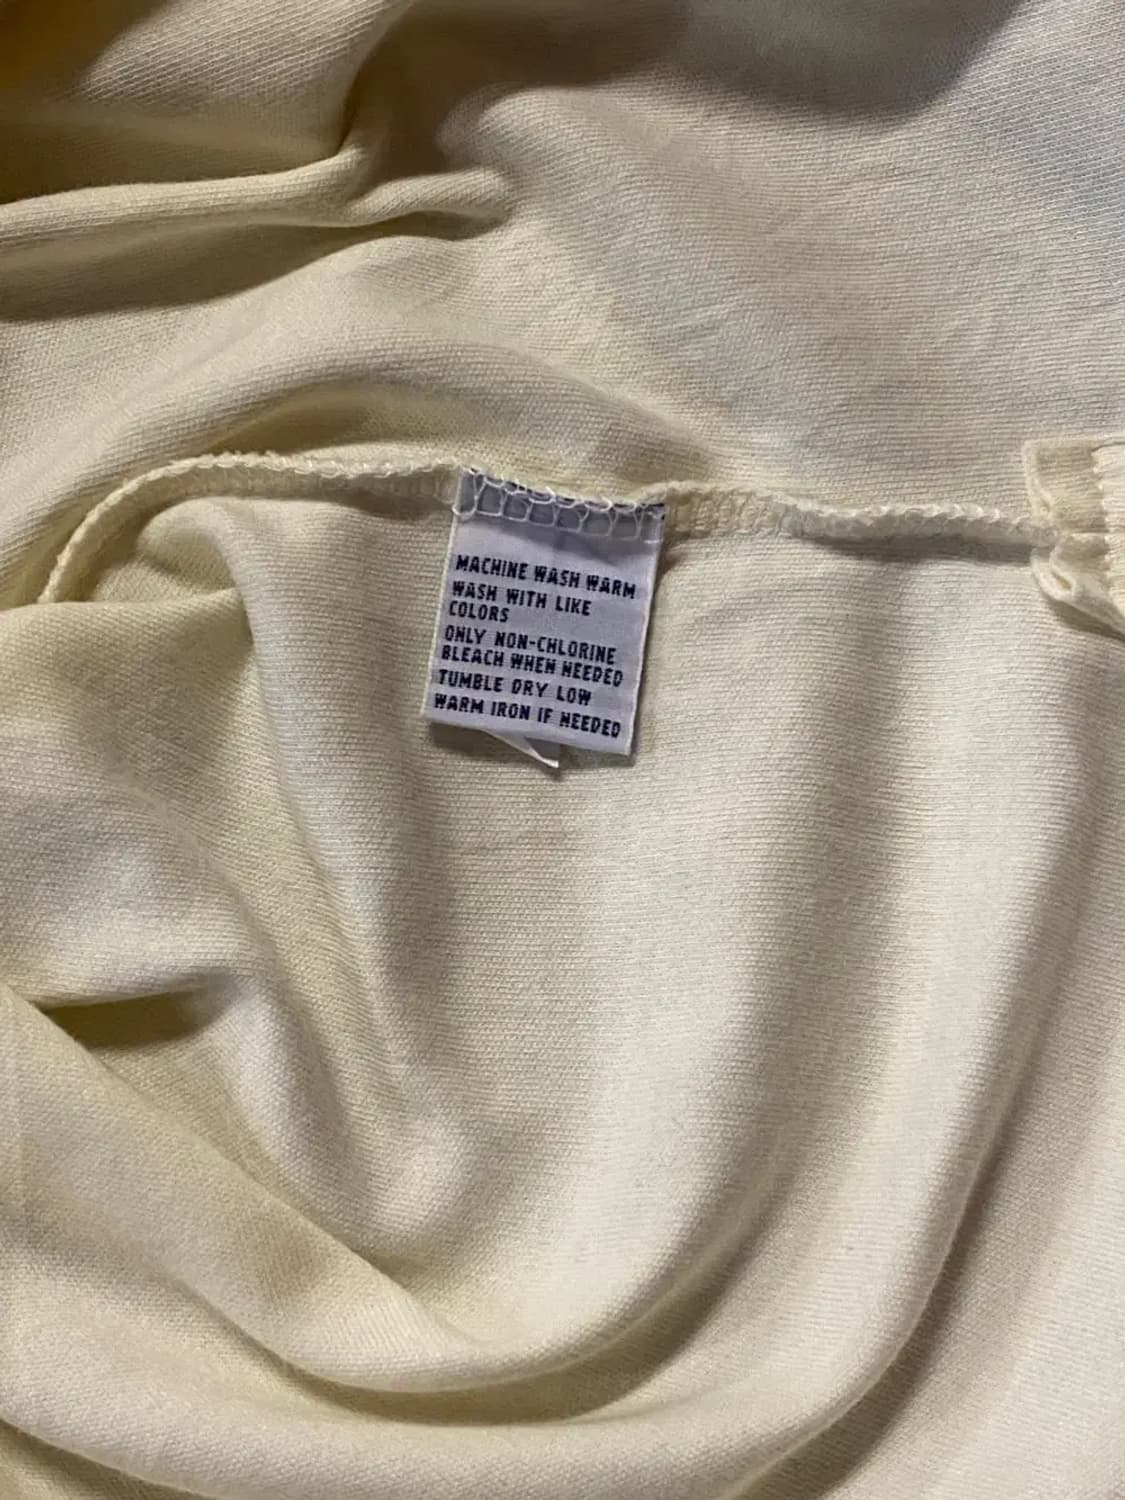 MACHINE WASH WARM
WASH WITH LIKE
COLORS
ONLY NON-CHLORINE
BLEACH WHEN NEEDED
TUMBLE DRY LOW
WARM IRON IF NEEDED